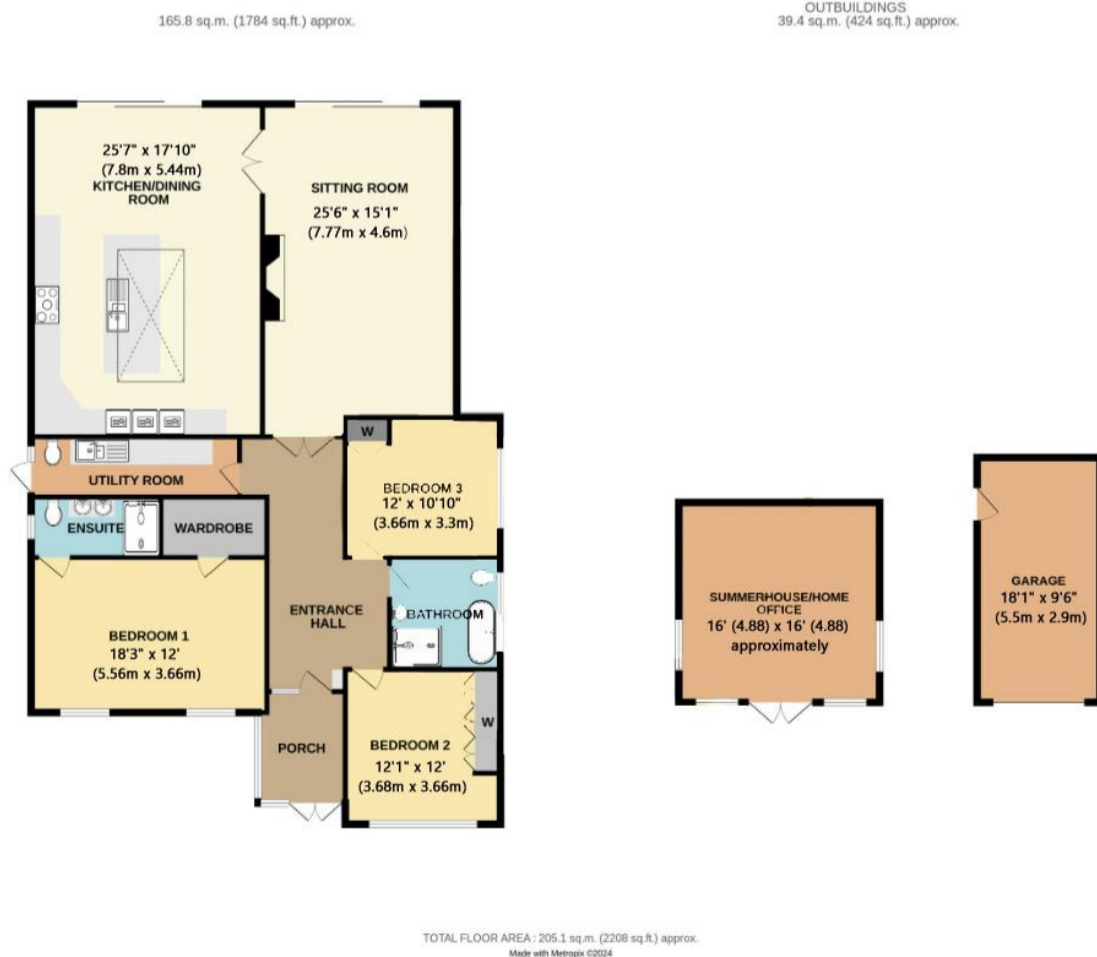 165.8 sq.m. (1784 sq.ft.) approx.
OUTBUILDINGS
39.4 sq.m. (424 sq.ft.) approx.
25'7" x 17'10"
(7.8m x 5.44m)
KITCHEN/DINING
ROOM
SITTING ROOM
25'6" x 15'1"
(7.77m x 4.6m)
W
UTILITY ROOM
BEDROOM 3
12' x 10'10"
(3.66m x 3.3m)
ENSUITE
WARDROBE
ENTRANCE
HALL
BATHROOM
BEDROOM 1
18'3" x 12'
(5.56m x 3.66m)
PORCH
BEDROOM 2
12'1" x 12'
(3.68m x 3.66m)
W
SUMMERHOUSE/HOME
OFFICE
16' (4.88) x 16' (4.88)
approximately
GARAGE
18'1" x 9'6"
(5.5m x 2.9m)
TOTAL FLOOR AREA : 205.1 sq.m. (2208 sq.ft.) approx.
Made with Metropix ©2024